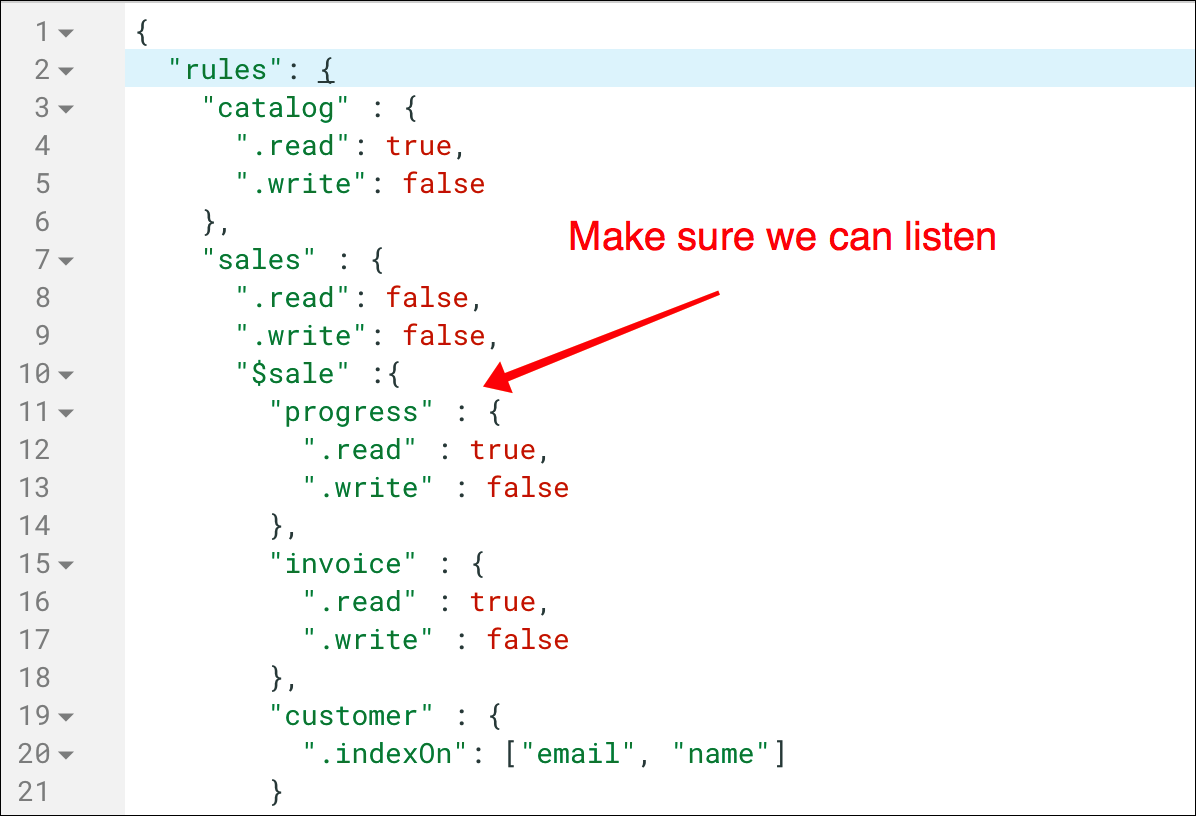 1 {
2 "rules": {
3 "catalog" : {
4 ".read": true,
5 ".write": false
6 },
Make sure we can listen
7 "sales" : {
8 ".read": false,
9 ".write": false,
10 "$sale" :{
11 "progress" : {
12 ".read" : true,
13 ".write" : false
14 },
15 "invoice" : {
16 ".read" : true,
17 ".write" : false
18 },
19 "customer" : {
20 ".indexOn": ["email", "name"]
21 }